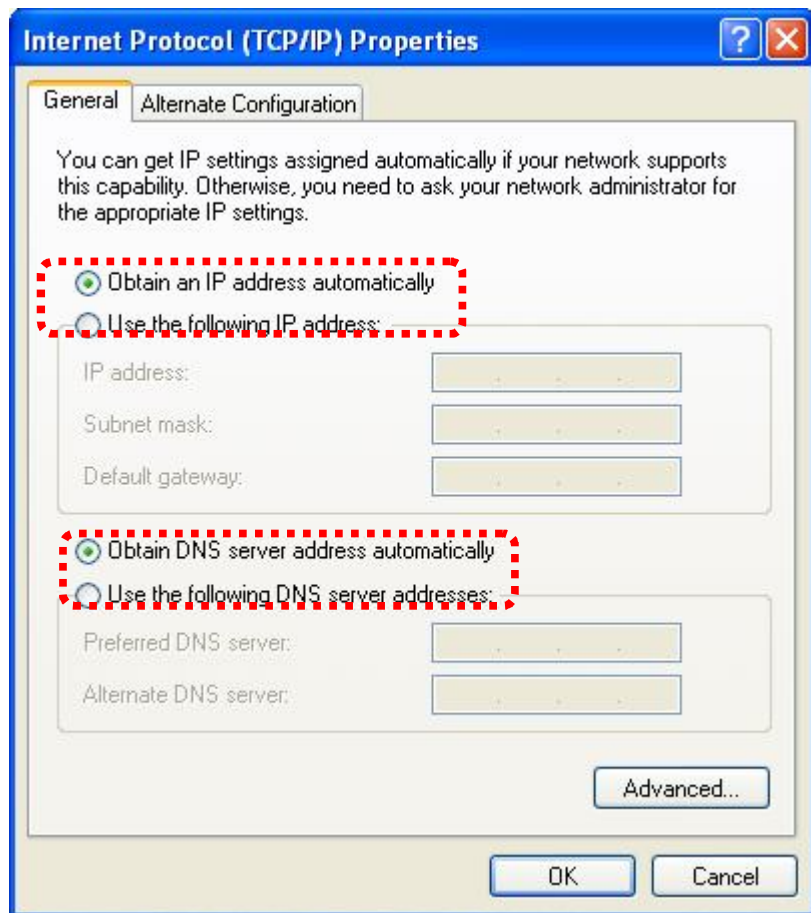 Internet Protocol (TCP/IP) Properties
General
Alternate Configuration
You can get IP settings assigned automatically if your network supports
this capability. Otherwise, you need to ask your network administrator for
the appropriate IP settings.
Obtain an IP address automatically
Use the following IP address:
IP address:
Subnet mask:
Default gateway:
Obtain DNS server address automatically
Use the following DNS server addresses:
Preferred DNS server:
Alternate DNS server:
Advanced...
OK
Cancel